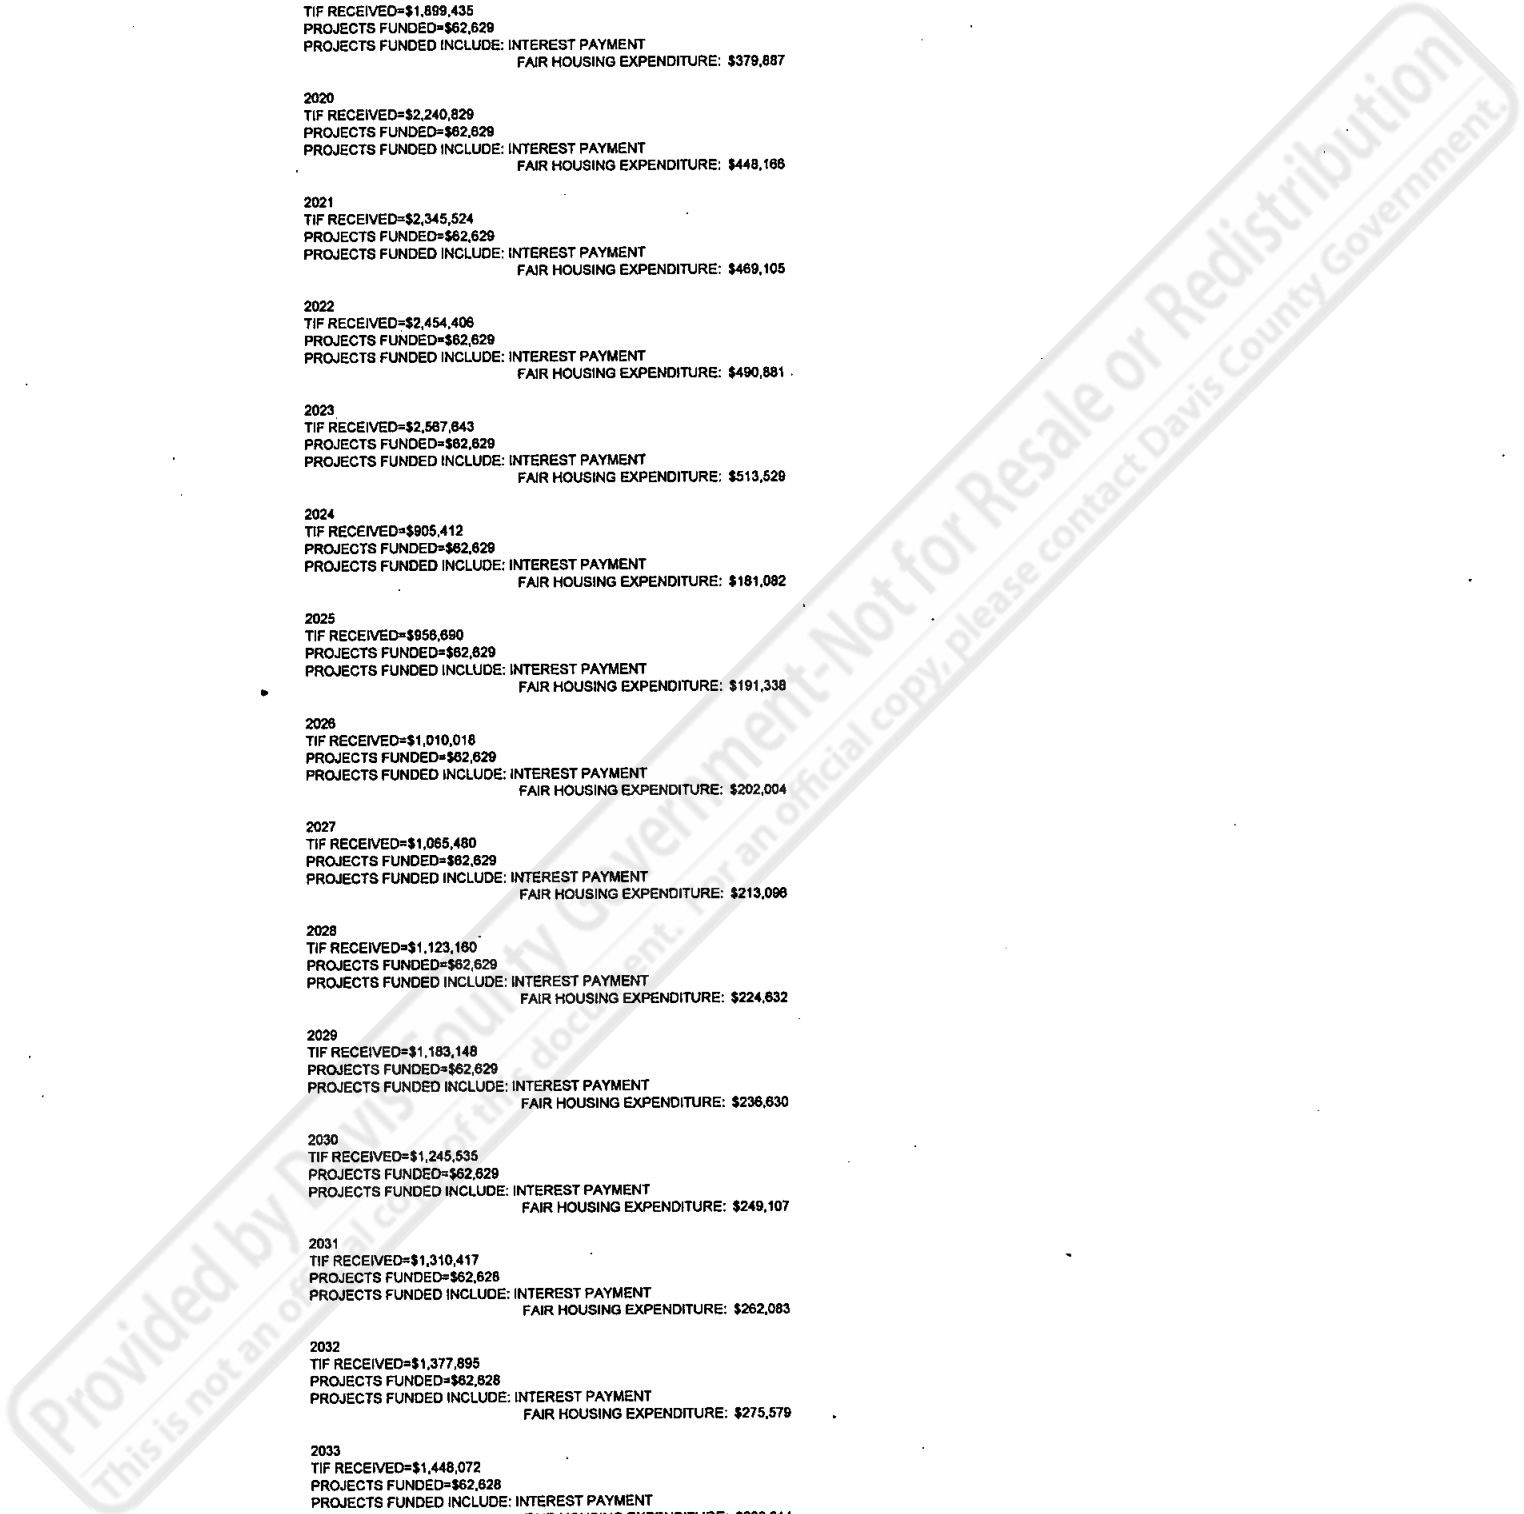 TIF RECEIVED=$1,899,435
PROJECTS FUNDED=$62,629
PROJECTS FUNDED INCLUDE: INTEREST PAYMENT
FAIR HOUSING EXPENDITURE: $379,887
2020
TIF RECEIVED=$2,240,829
PROJECTS FUNDED=$62,629
PROJECTS FUNDED INCLUDE: INTEREST PAYMENT
FAIR HOUSING EXPENDITURE: $448,166
2021
TIF RECEIVED=$2,345,524
PROJECTS FUNDED=$62,629
PROJECTS FUNDED INCLUDE: INTEREST PAYMENT
FAIR HOUSING EXPENDITURE: $469,105
2022
TIF RECEIVED=$2,454,406
PROJECTS FUNDED=$62,629
PROJECTS FUNDED INCLUDE: INTEREST PAYMENT
FAIR HOUSING EXPENDITURE: $490,881
2023
TIF RECEIVED=$2,567,643
PROJECTS FUNDED=$62,629
PROJECTS FUNDED INCLUDE: INTEREST PAYMENT
FAIR HOUSING EXPENDITURE: $513,529
2024
TIF RECEIVED=$905,412
PROJECTS FUNDED=$62,629
PROJECTS FUNDED INCLUDE: INTEREST PAYMENT
FAIR HOUSING EXPENDITURE: $181,082
2025
TIF RECEIVED=$956,690
PROJECTS FUNDED=$62,629
PROJECTS FUNDED INCLUDE: INTEREST PAYMENT
FAIR HOUSING EXPENDITURE: $191,338
2026
TIF RECEIVED=$1,010,018
PROJECTS FUNDED=$62,629
PROJECTS FUNDED INCLUDE: INTEREST PAYMENT
FAIR HOUSING EXPENDITURE: $202,004
2027
TIF RECEIVED=$1,065,480
PROJECTS FUNDED=$62,629
PROJECTS FUNDED INCLUDE: INTEREST PAYMENT
FAIR HOUSING EXPENDITURE: $213,096
2028
TIF RECEIVED=$1,123,160
PROJECTS FUNDED=$62,629
PROJECTS FUNDED INCLUDE: INTEREST PAYMENT
FAIR HOUSING EXPENDITURE: $224,632
2029
TIF RECEIVED=$1,183,148
PROJECTS FUNDED=$62,629
PROJECTS FUNDED INCLUDE: INTEREST PAYMENT
FAIR HOUSING EXPENDITURE: $236,630
2030
TIF RECEIVED=$1,245,535
PROJECTS FUNDED=$62,629
PROJECTS FUNDED INCLUDE: INTEREST PAYMENT
FAIR HOUSING EXPENDITURE: $249,107
2031
TIF RECEIVED=$1,310,417
PROJECTS FUNDED=$62,628
PROJECTS FUNDED INCLUDE: INTEREST PAYMENT
FAIR HOUSING EXPENDITURE: $262,083
2032
TIF RECEIVED=$1,377,895
PROJECTS FUNDED=$62,628
PROJECTS FUNDED INCLUDE: INTEREST PAYMENT
FAIR HOUSING EXPENDITURE: $275,579
2033
TIF RECEIVED=$1,448,072
PROJECTS FUNDED=$62,628
PROJECTS FUNDED INCLUDE: INTEREST PAYMENT
Provided by Davis County Government-Not for Resale or Redistribution
This is not an official copy of this document. For an official copy, please contact Davis County Government.